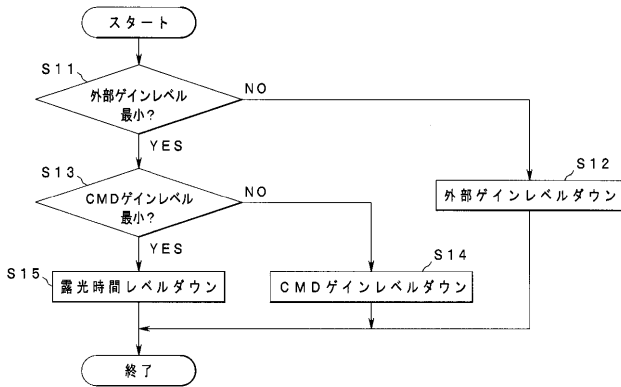 スタート
S11
外部ゲインレベル
最小?
NO
YES
S12
外部ゲインレベルダウン
S13
CMDゲインレベル
最小?
NO
YES
S14
CMDゲインレベルダウン
S15
露光時間レベルダウン
終了